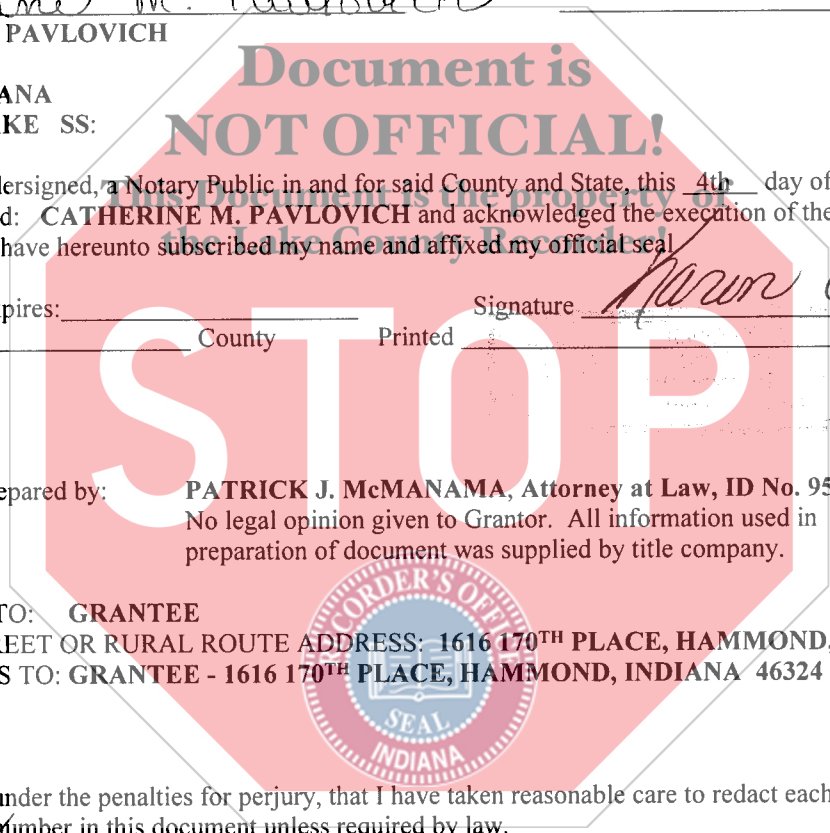 M. Pavlovich
PAVLOVICH
Document is
ANA
KE SS:
NOT OFFICIAL!
lersigned, a Notary Public in and for said County and State, this 4th day of
This Document is the property of
d: CATHERINE M. PAVLOVICH and acknowledged the execution of the
the Lake County Recorder!
have hereunto subscribed my name and affixed my official seal
pires: Signature Karen
County Printed
STOP
epared by: PATRICK J. McMANAMA, Attorney at Law, ID No. 95
No legal opinion given to Grantor. All information used in
preparation of document was supplied by title company.
TO: GRANTEE
REET OR RURAL ROUTE ADDRESS: 1616 170TH PLACE, HAMMOND,
S TO: GRANTEE - 1616 170TH PLACE, HAMMOND, INDIANA 46324
RECORDER'S OFFICE
SEAL
INDIANA
under the penalties for perjury, that I have taken reasonable care to redact each
number in this document unless required by law.